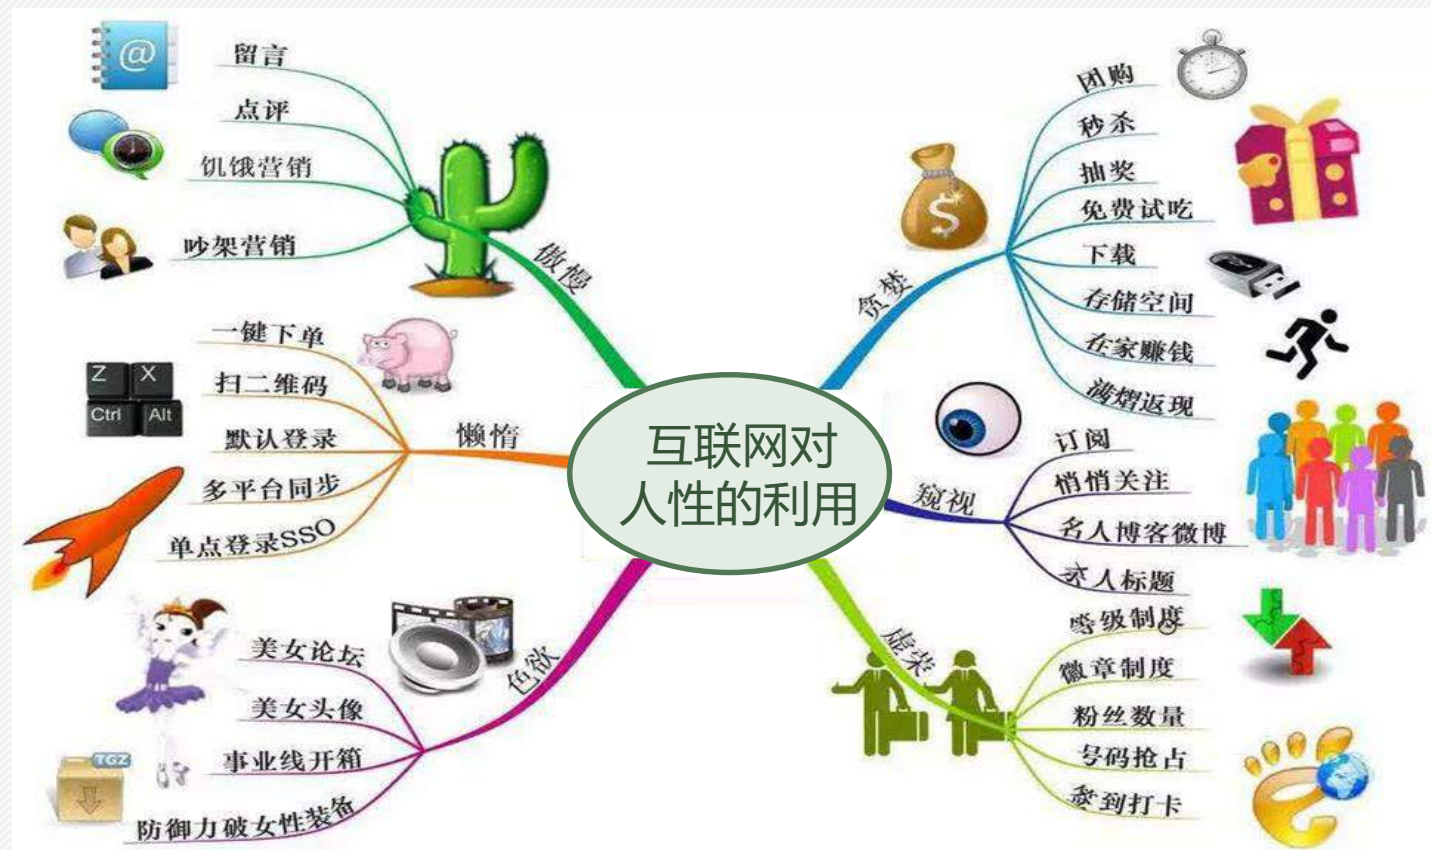 互联网对
人性的利用
傲慢
留言
点评
饥饿营销
吵架营销
懒惰
一键下单
扫二维码
默认登录
多平台同步
单点登录SSO
色欲
美女论坛
美女头像
事业线开箱
防御力破女性装备
贪婪
团购
秒杀
抽奖
免费试吃
下载
存储空间
在家赚钱
满熠返现
窥视
订阅
悄悄关注
名人博客微博
标题
虚荣
等级制度
徽章制度
粉丝数量
号码抢占
签到打卡
@
Z
X
Ctrl
Alt
TGZ
$